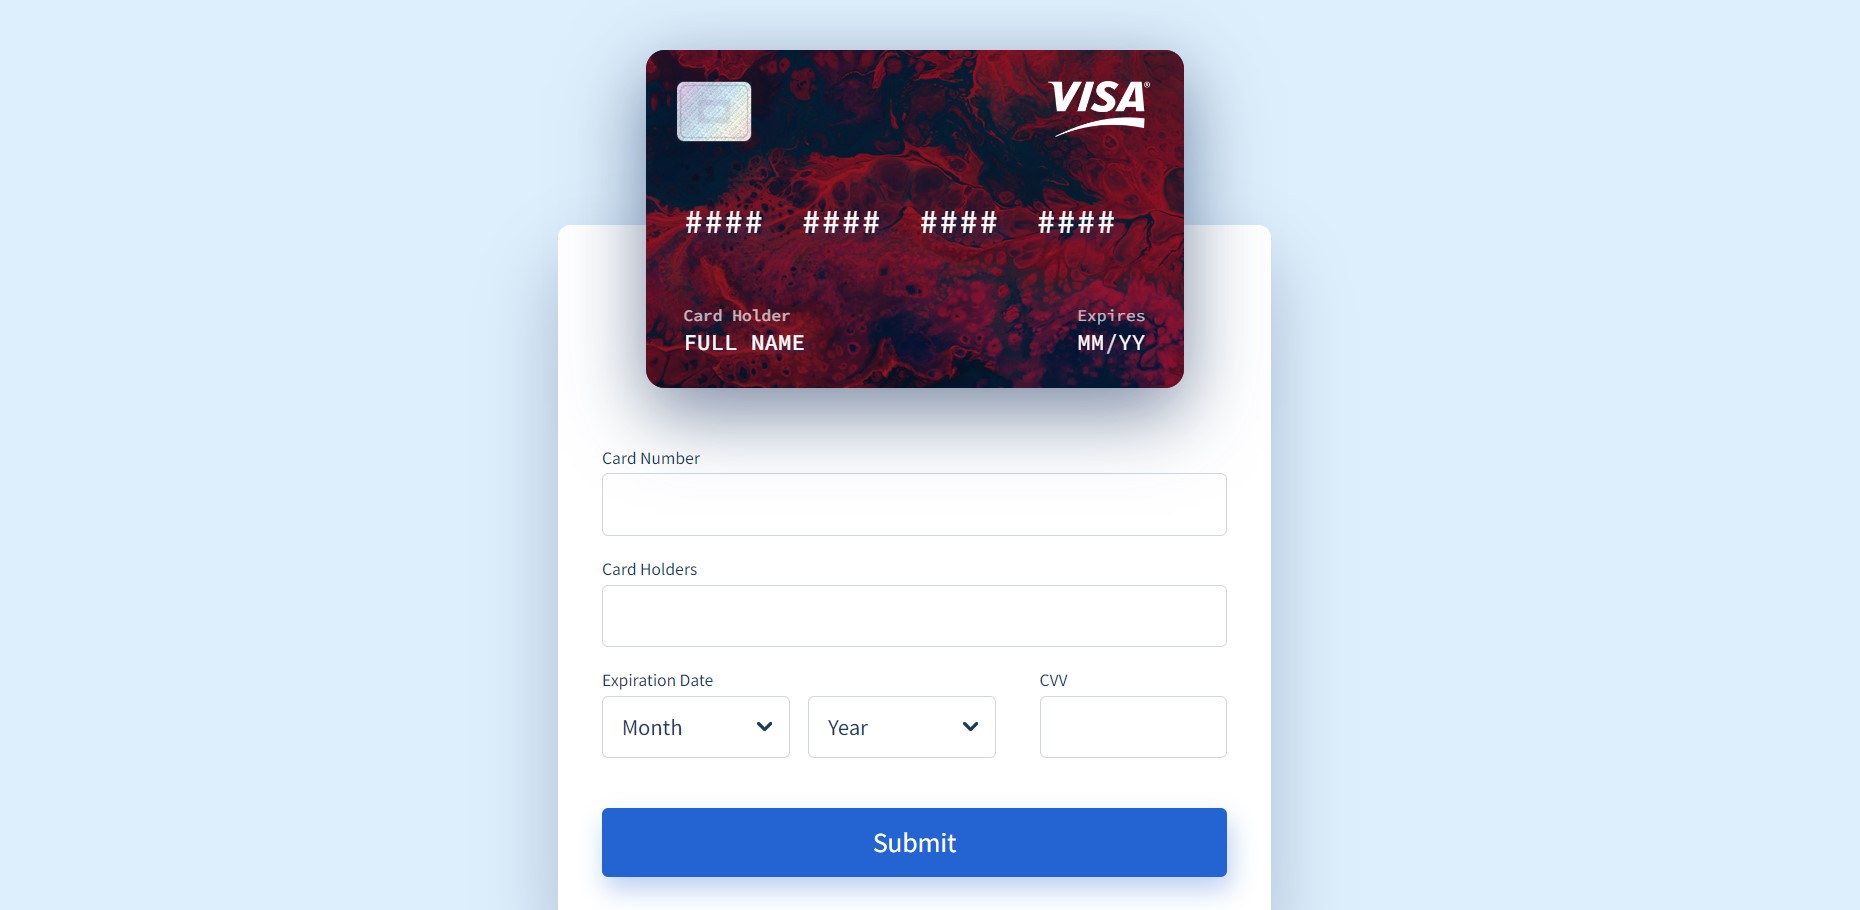 VISA®
#### #### #### ####
Card Holder Expires
FULL NAME MM/YY
Card Number
Card Holders
Expiration Date CVV
Month Year
Submit